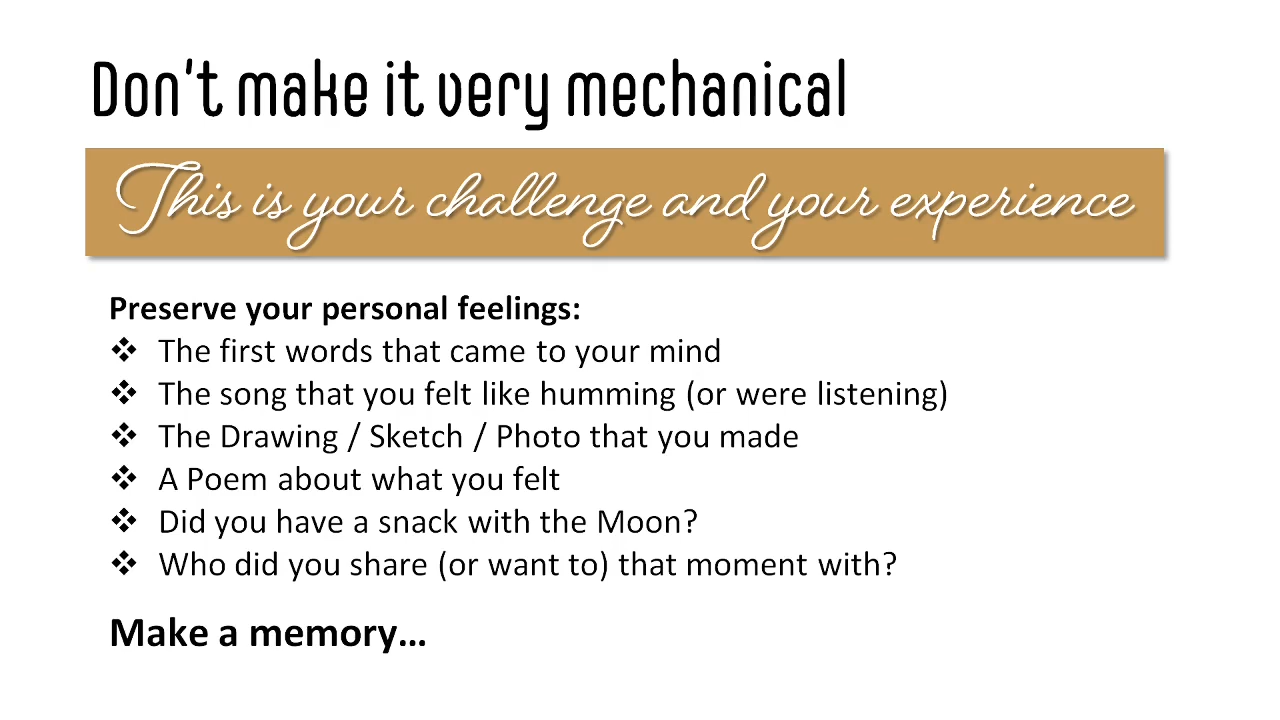 Don't make it very mechanical
This is your challenge and your experience
Preserve your personal feelings:
❖ The first words that came to your mind
❖ The song that you felt like humming (or were listening)
❖ The Drawing / Sketch / Photo that you made
❖ A Poem about what you felt
❖ Did you have a snack with the Moon?
❖ Who did you share (or want to) that moment with?
Make a memory...